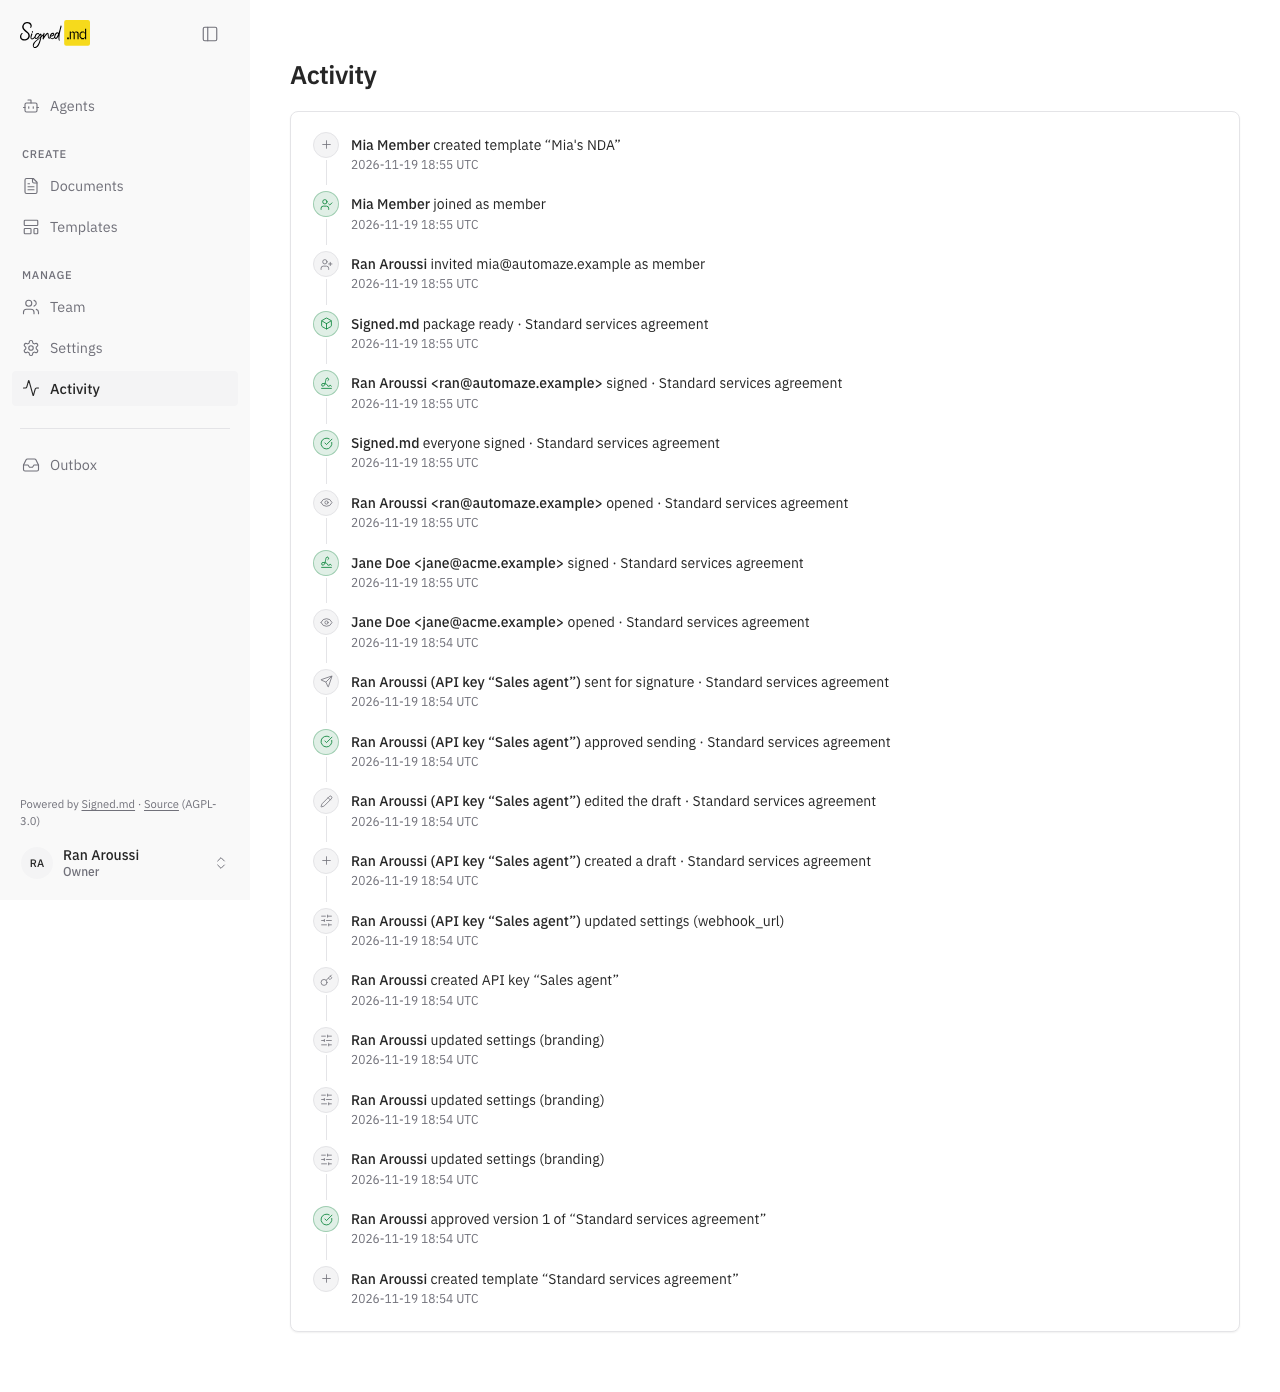 Signed .md
Agents
CREATE
Documents
Templates
MANAGE
Team
Settings
Activity
Outbox
Powered by Signed.md · Source (AGPL-
3.0)
RA
Ran Aroussi
Owner
Activity
Mia Member created template “Mia's NDA”
2026-11-19 18:55 UTC
Mia Member joined as member
2026-11-19 18:55 UTC
Ran Aroussi invited mia@automaze.example as member
2026-11-19 18:55 UTC
Signed.md package ready · Standard services agreement
2026-11-19 18:55 UTC
Ran Aroussi <ran@automaze.example> signed · Standard services agreement
2026-11-19 18:55 UTC
Signed.md everyone signed · Standard services agreement
2026-11-19 18:55 UTC
Ran Aroussi <ran@automaze.example> opened · Standard services agreement
2026-11-19 18:55 UTC
Jane Doe <jane@acme.example> signed · Standard services agreement
2026-11-19 18:55 UTC
Jane Doe <jane@acme.example> opened · Standard services agreement
2026-11-19 18:54 UTC
Ran Aroussi (API key “Sales agent”) sent for signature · Standard services agreement
2026-11-19 18:54 UTC
Ran Aroussi (API key “Sales agent”) approved sending · Standard services agreement
2026-11-19 18:54 UTC
Ran Aroussi (API key “Sales agent”) edited the draft · Standard services agreement
2026-11-19 18:54 UTC
Ran Aroussi (API key “Sales agent”) created a draft · Standard services agreement
2026-11-19 18:54 UTC
Ran Aroussi (API key “Sales agent”) updated settings (webhook_url)
2026-11-19 18:54 UTC
Ran Aroussi created API key “Sales agent”
2026-11-19 18:54 UTC
Ran Aroussi updated settings (branding)
2026-11-19 18:54 UTC
Ran Aroussi updated settings (branding)
2026-11-19 18:54 UTC
Ran Aroussi updated settings (branding)
2026-11-19 18:54 UTC
Ran Aroussi approved version 1 of “Standard services agreement”
2026-11-19 18:54 UTC
Ran Aroussi created template “Standard services agreement”
2026-11-19 18:54 UTC